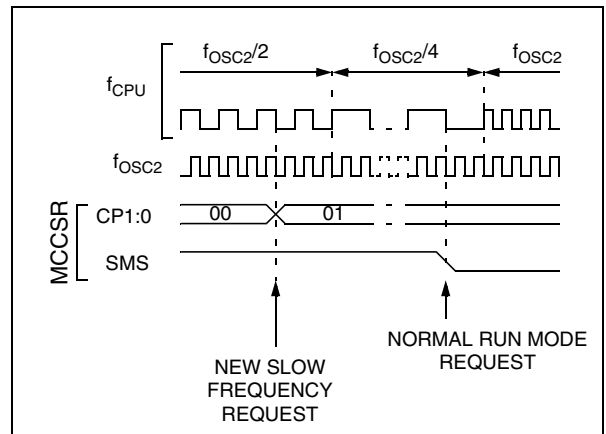 fOSC2/2 fOSC2/4 fOSC2
fCPU
fOSC2
MCCSR
CP1:0 00 01
SMS
NEW SLOW
FREQUENCY
REQUEST
NORMAL RUN MODE
REQUEST